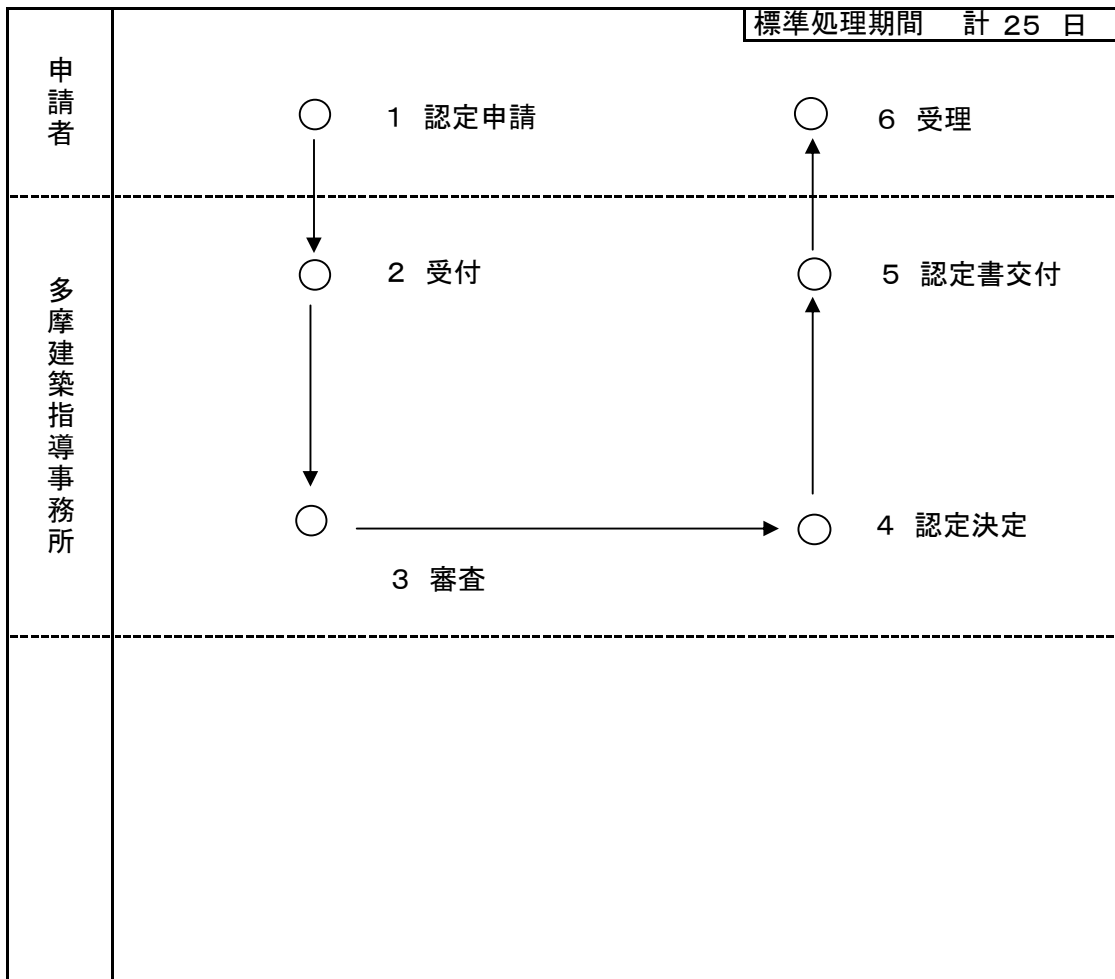 標準処理期間　計 25 日
申請者
1 認定申請
6 受理
多摩建築指導事務所
2 受付
5 認定書交付
4 認定決定
3 審査